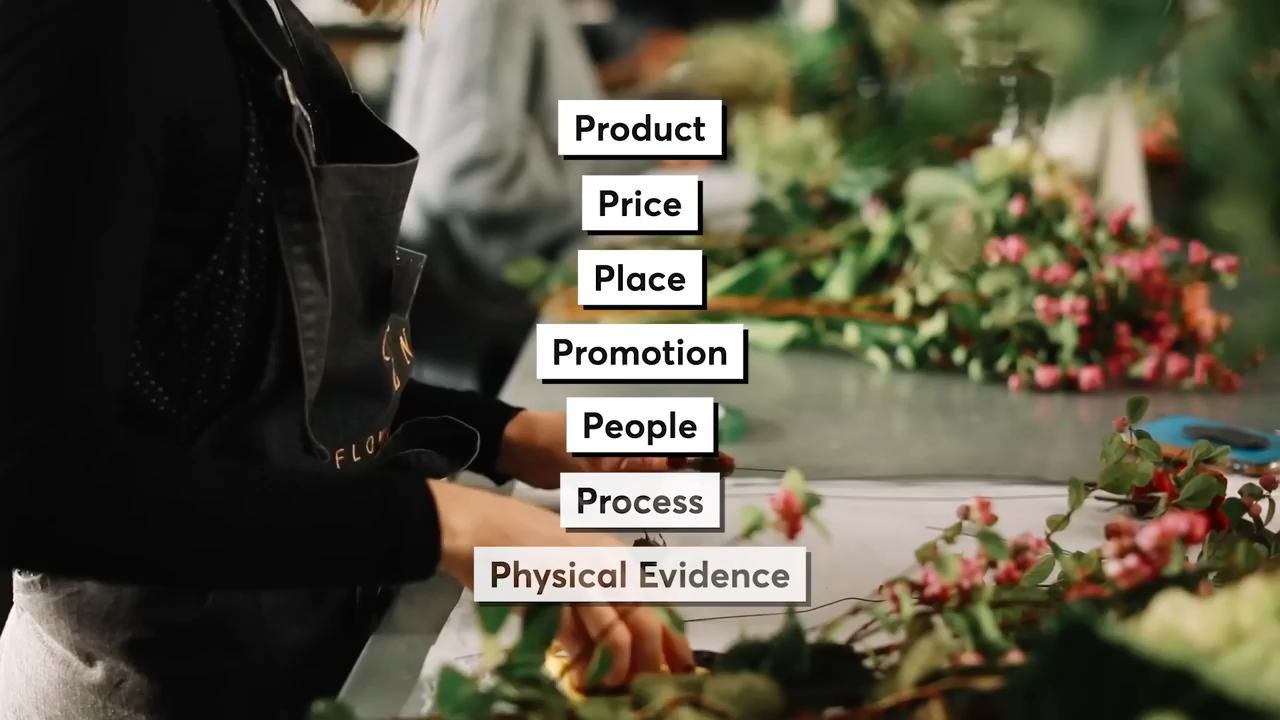 Product
Price
Place
Promotion
People
Process
Physical Evidence